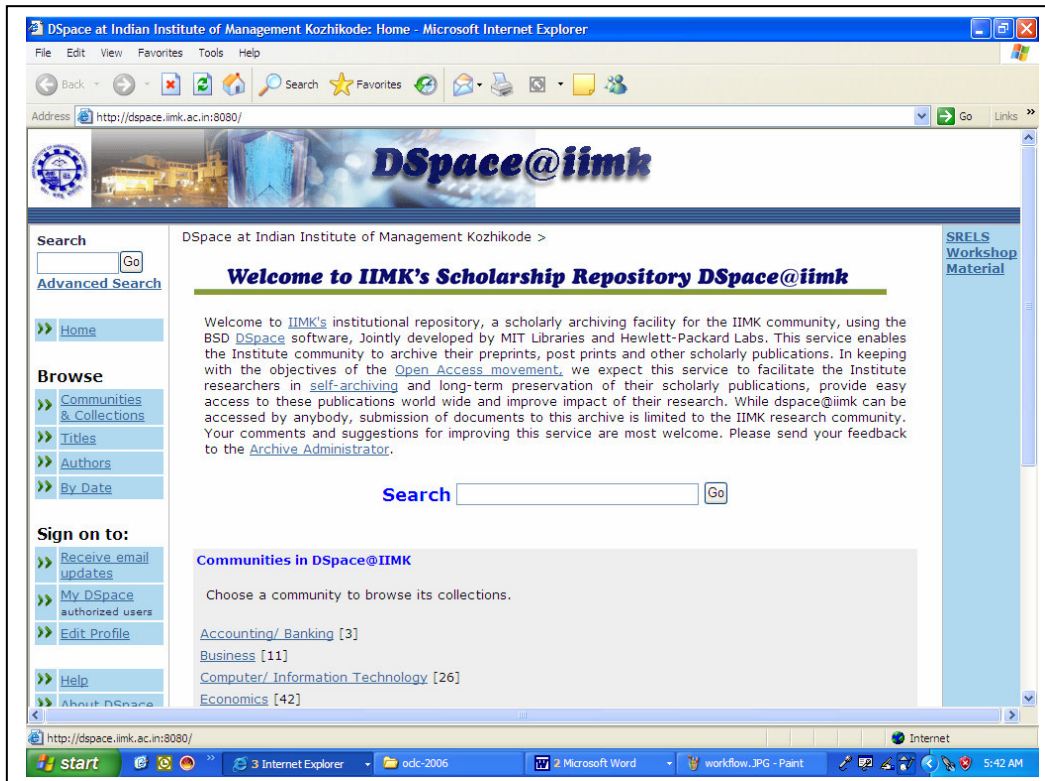 DSpace at Indian Institute of Management Kozhikode: Home - Microsoft Internet Explorer
File Edit View Favorites Tools Help
Back Search Favorites
Address http://dspace.iimk.ac.in:8080/ Go Links »
DSpace@iimk
Search
Go
Advanced Search
Home
Browse
Communities
& Collections
Titles
Authors
By Date
Sign on to:
Receive email
updates
My DSpace
authorized users
Edit Profile
Help
About DSpace
DSpace at Indian Institute of Management Kozhikode >
Welcome to IIMK's Scholarship Repository DSpace@iimk
Welcome to IIMK's institutional repository, a scholarly archiving facility for the IIMK community, using the
BSD DSpace software, Jointly developed by MIT Libraries and Hewlett-Packard Labs. This service enables
the Institute community to archive their preprints, post prints and other scholarly publications. In keeping
with the objectives of the Open Access movement, we expect this service to facilitate the Institute
researchers in self-archiving and long-term preservation of their scholarly publications, provide easy
access to these publications world wide and improve impact of their research. While dspace@iimk can be
accessed by anybody, submission of documents to this archive is limited to the IIMK research community.
Your comments and suggestions for improving this service are most welcome. Please send your feedback
to the Archive Administrator.
Search Go
Communities in DSpace@IIMK
Choose a community to browse its collections.
Accounting/ Banking [3]
Business [11]
Computer/ Information Technology [26]
Economics [42]
SRELS
Workshop
Material
http://dspace.iimk.ac.in:8080/ Internet
start » 3 Internet Explorer odc-2006 2 Microsoft Word workflow.JPG - Paint 5:42 AM